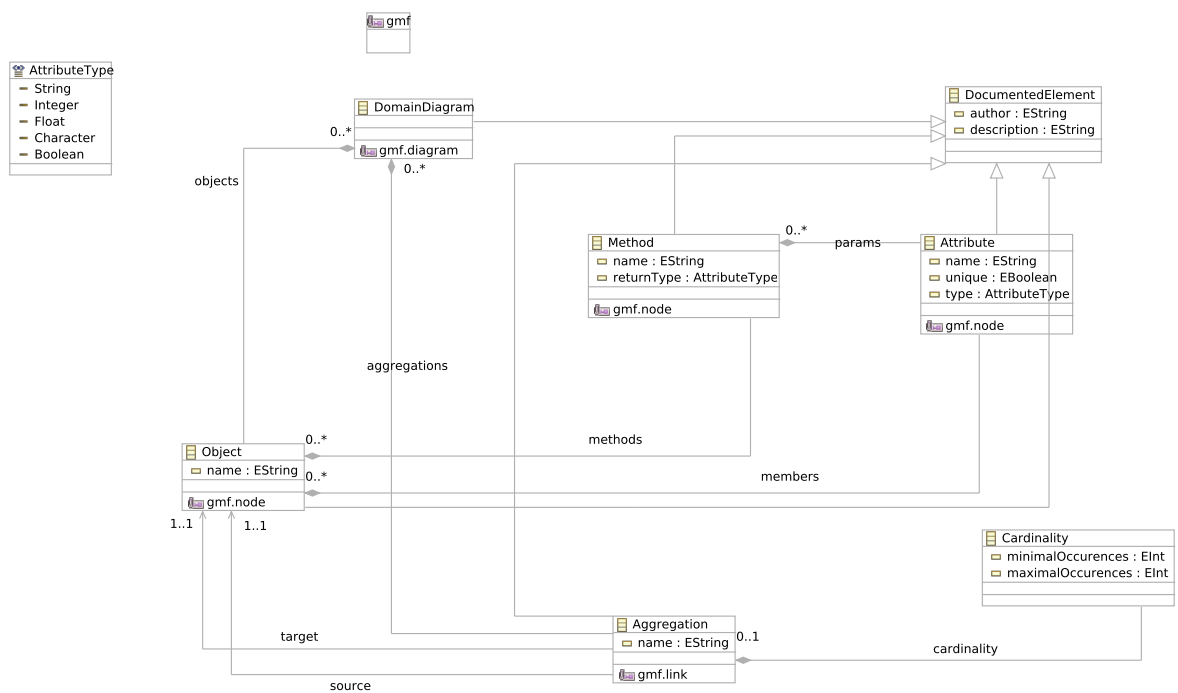 gmf
AttributeType
String
Integer
Float
Character
Boolean
DomainDiagram
gmf.diagram
0..*
0..*
objects
DocumentedElement
author : EString
description : EString
Method
name : EString
returnType : AttributeType
gmf.node
0..*
params
Attribute
name : EString
unique : EBoolean
type : AttributeType
gmf.node
aggregations
Object
name : EString
gmf.node
0..*
methods
0..*
members
1..1
1..1
Cardinality
minimalOccurences : EInt
maximalOccurences : EInt
Aggregation
name : EString
gmf.link
0..1
cardinality
target
source